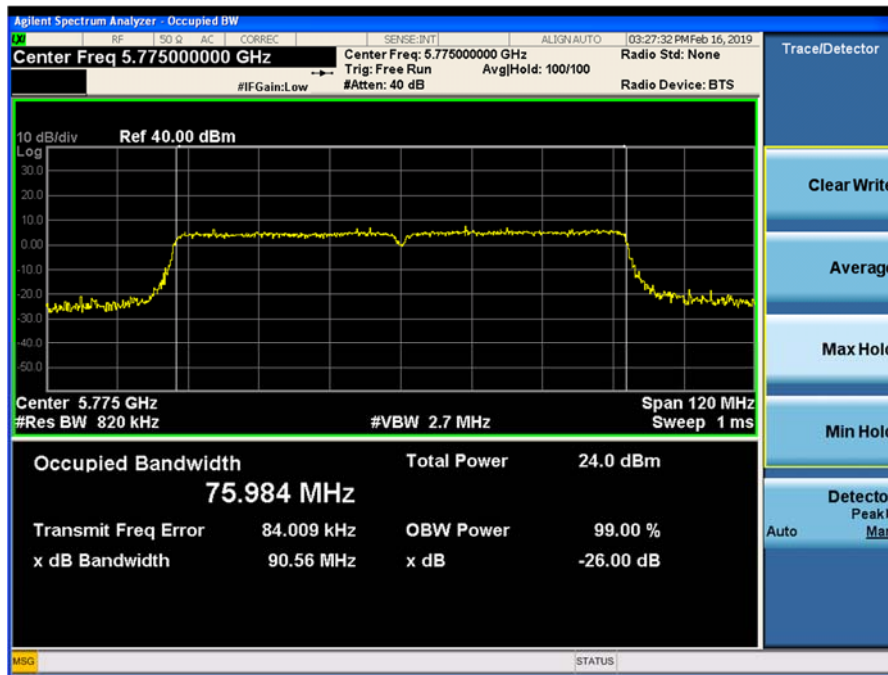 Agilent Spectrum Analyzer - Occupied BW
LXI RF 50 Ω AC CORREC SENSE:INT ALIGN AUTO 03:27:32 PM Feb 16, 2019
Center Freq 5.775000000 GHz
Center Freq: 5.775000000 GHz
Radio Std: None
Trig: Free Run
Avg|Hold: 100/100
#IFGain:Low
#Atten: 40 dB
Radio Device: BTS
Trace/Detector
10 dB/div Ref 40.00 dBm
Log
30.0
20.0
10.0
0.00
-10.0
-20.0
-30.0
-40.0
-50.0
Center 5.775 GHz
Span 120 MHz
#Res BW 820 kHz
#VBW 2.7 MHz
Sweep 1 ms
Occupied Bandwidth
Total Power 24.0 dBm
75.984 MHz
Transmit Freq Error 84.009 kHz
OBW Power 99.00 %
x dB Bandwidth 90.56 MHz
x dB -26.00 dB
Clear Write
Average
Max Hold
Min Hold
Detecto
Peak
Auto
Ma
MSG
STATUS